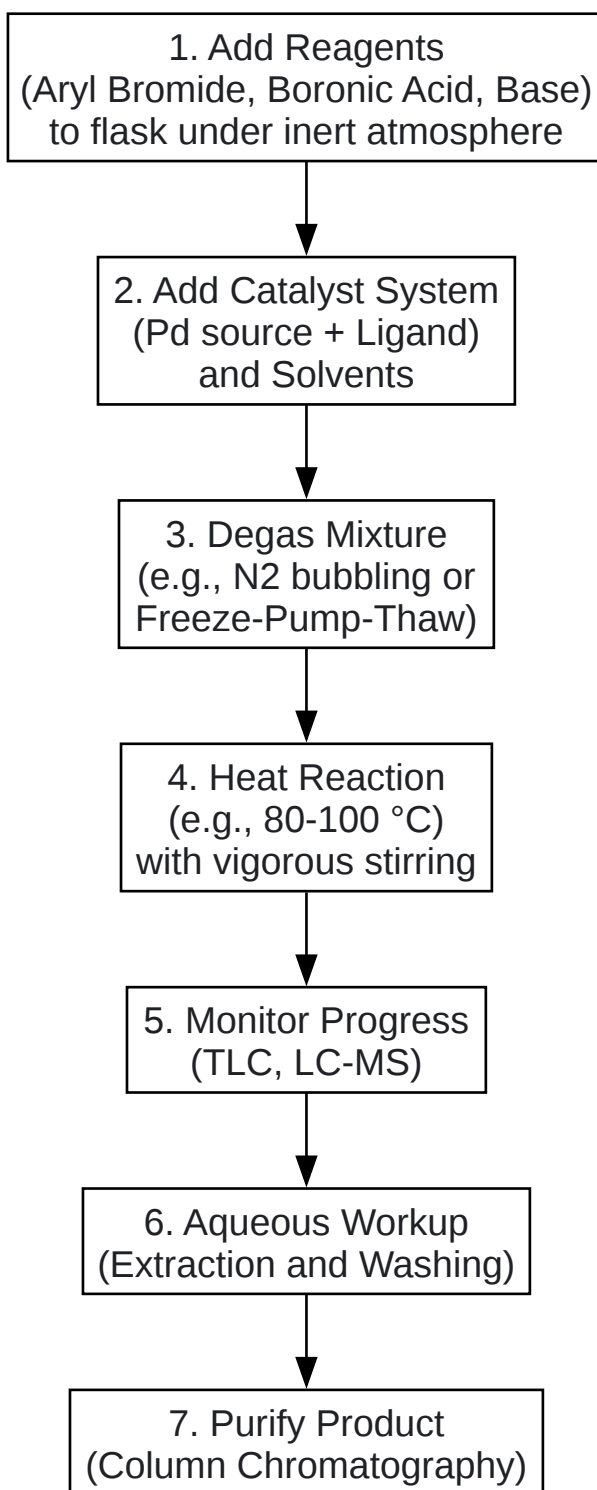 1. Add Reagents
(Aryl Bromide, Boronic Acid, Base)
to flask under inert atmosphere
2. Add Catalyst System
(Pd source + Ligand)
and Solvents
3. Degas Mixture
(e.g., N2 bubbling or
Freeze-Pump-Thaw)
4. Heat Reaction
(e.g., 80-100 °C)
with vigorous stirring
5. Monitor Progress
(TLC, LC-MS)
6. Aqueous Workup
(Extraction and Washing)
7. Purify Product
(Column Chromatography)